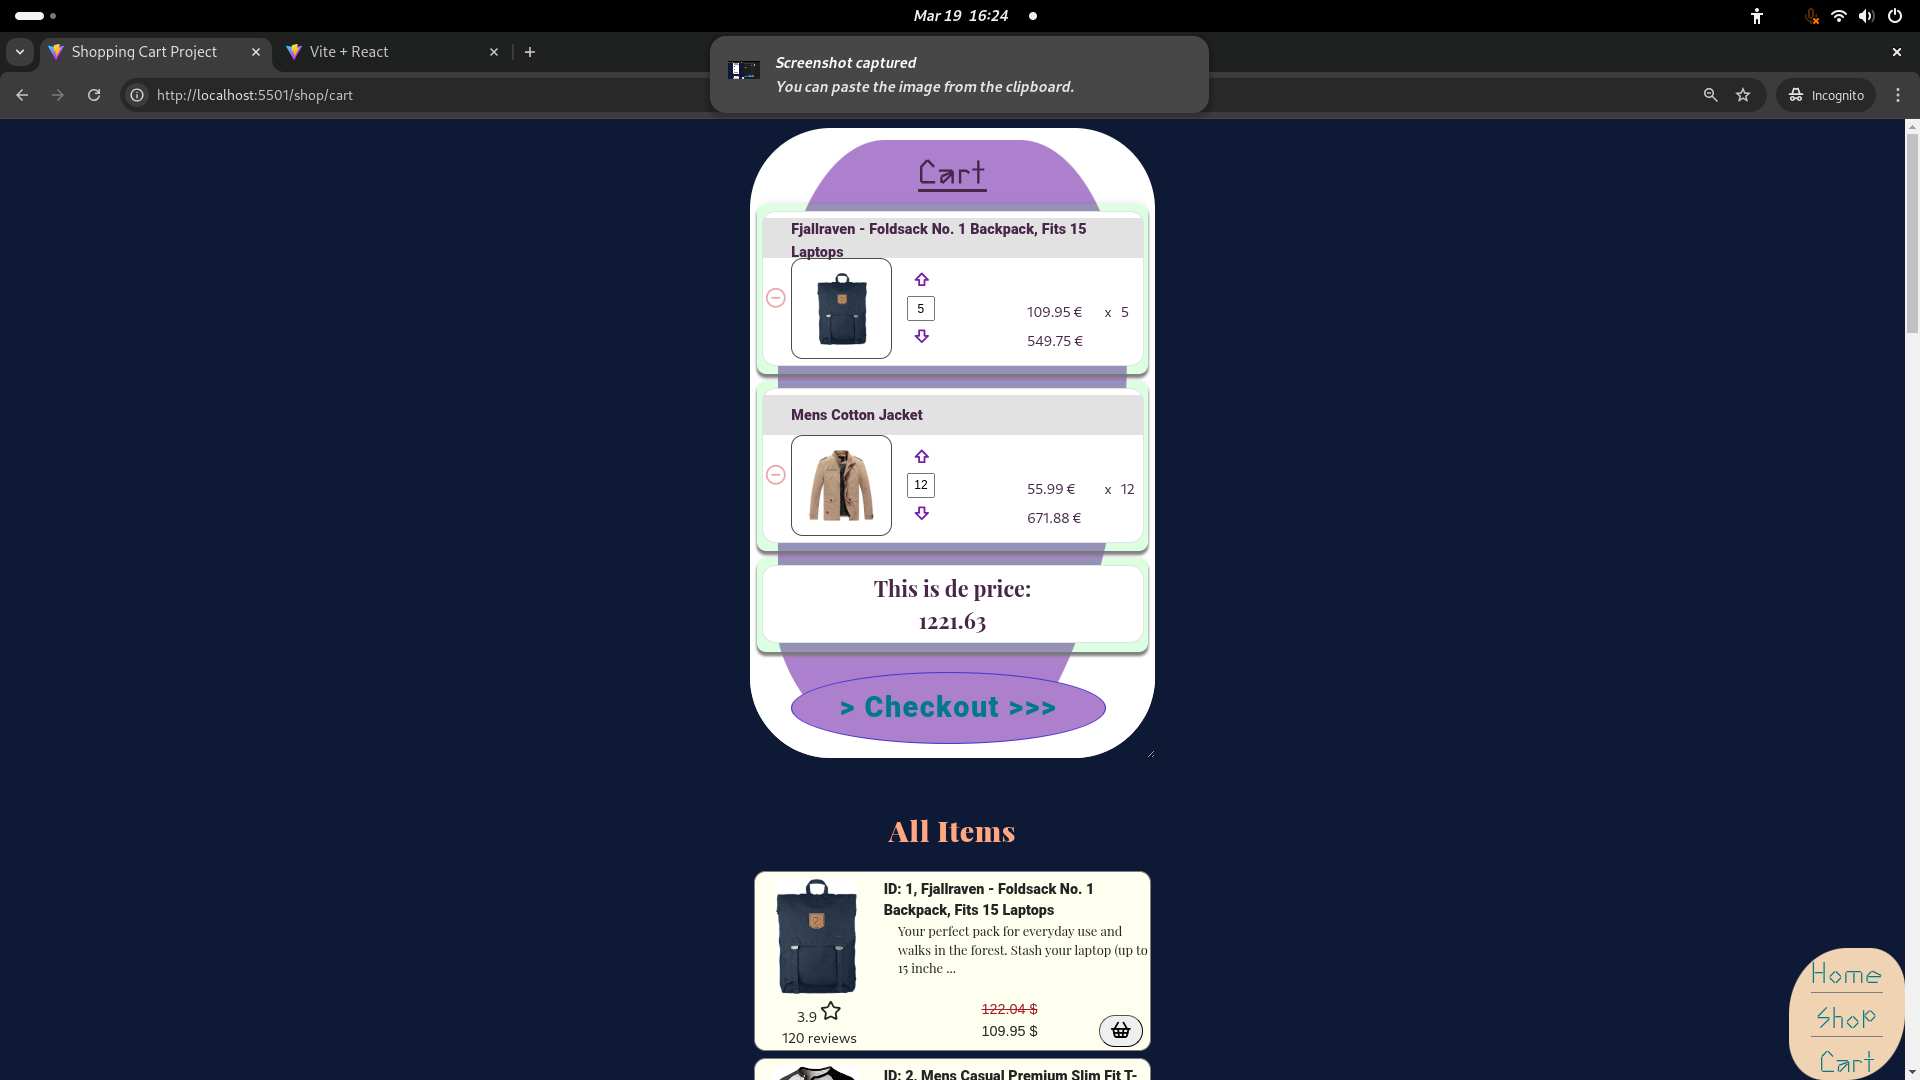 Mar 19 16:24
Shopping Cart Project
Vite + React
Screenshot captured
You can paste the image from the clipboard.
http://localhost:5501/shop/cart
Incognito
Cart
Fjallraven - Foldsack No. 1 Backpack, Fits 15
Laptops
5
109.95 € x 5
549.75 €
Mens Cotton Jacket
12
55.99 € x 12
671.88 €
This is de price:
1221.63
> Checkout >>>
All Items
ID: 1, Fjallraven - Foldsack No. 1
Backpack, Fits 15 Laptops
Your perfect pack for everyday use and
walks in the forest. Stash your laptop (up to
15 inche ...
3.9
120 reviews
122.04 $
109.95 $
ID: 2, Mens Casual Premium Slim Fit T-
Home
Shop
Cart